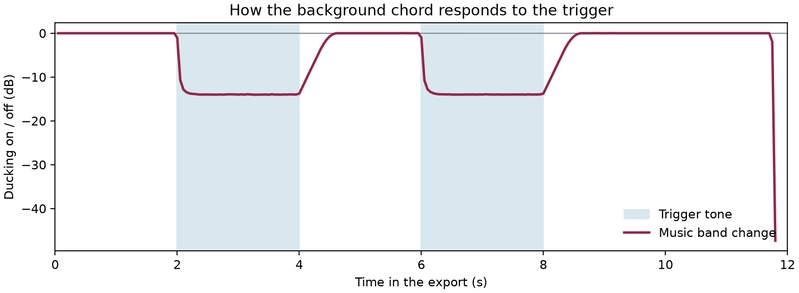 How the background chord responds to the trigger
Ducking on / off (dB)
0
−10
−20
−30
−40
Trigger tone
Music band change
0 2 4 6 8 10 12
Time in the export (s)